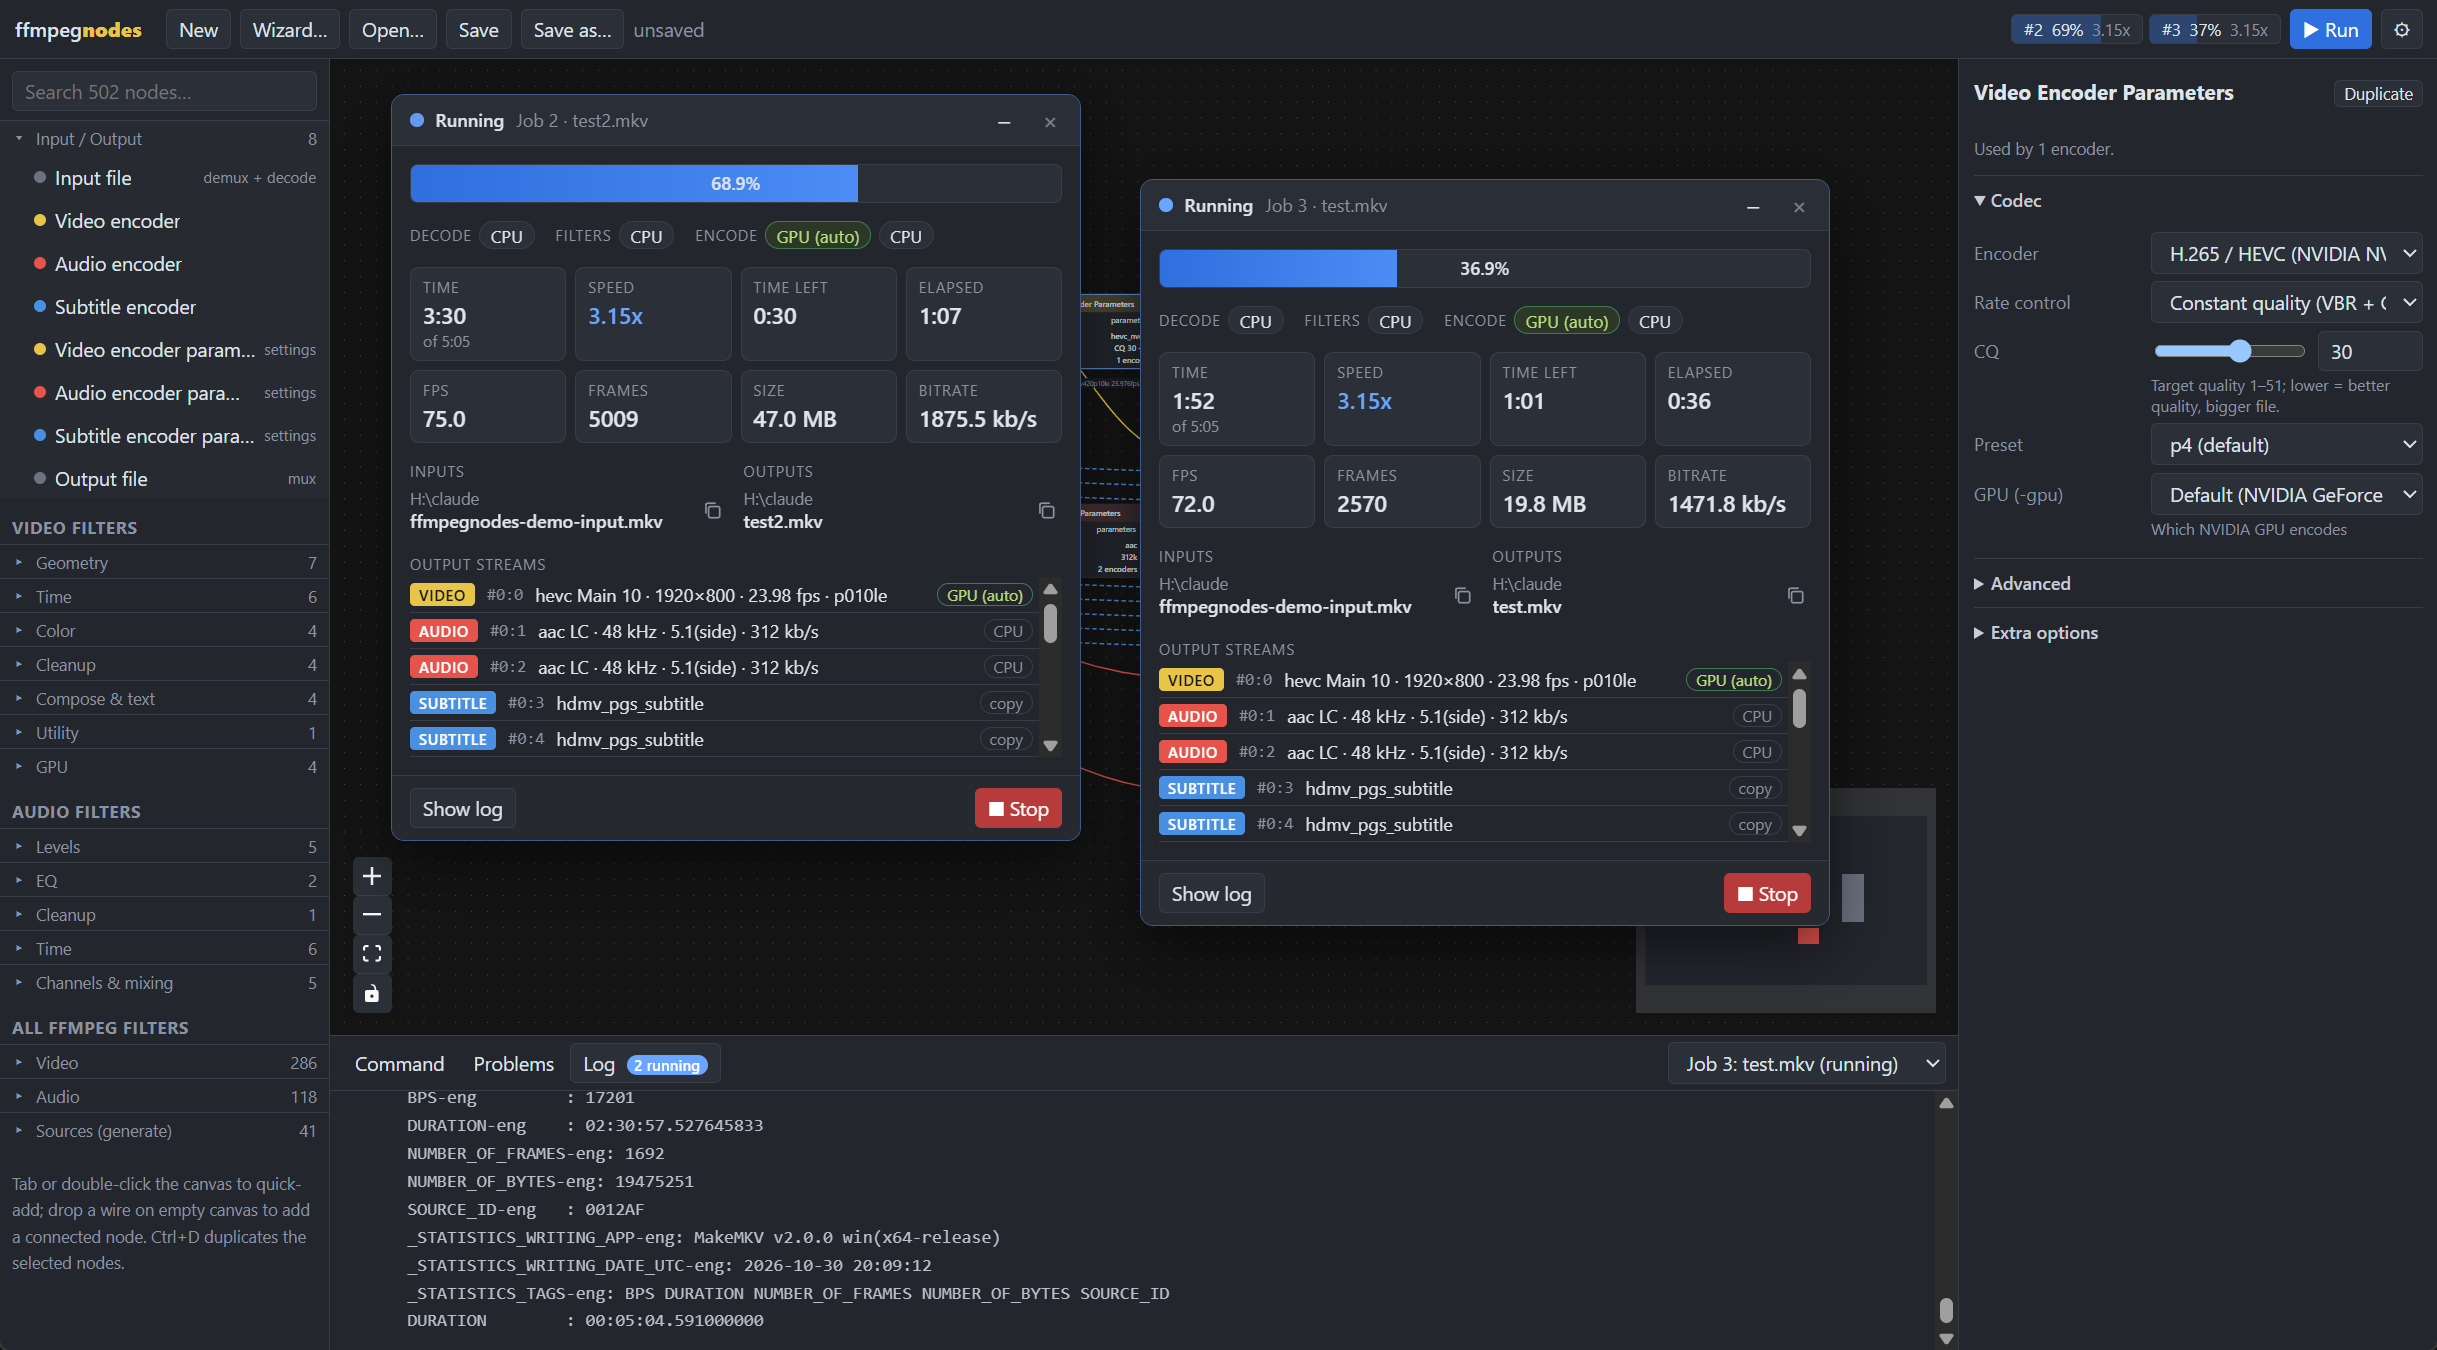 ffmpegnodes
New
Wizard...
Open...
Save
Save as...
unsaved
#2 69% 3.15x
#3 37% 3.15x
Run
Search 502 nodes...
Input / Output 8
Input file demux + decode
Video encoder
Audio encoder
Subtitle encoder
Video encoder param... settings
Audio encoder para... settings
Subtitle encoder para... settings
Output file mux
VIDEO FILTERS
Geometry 7
Time 6
Color 4
Cleanup 4
Compose & text 4
Utility 1
GPU 4
AUDIO FILTERS
Levels 5
EQ 2
Cleanup 1
Time 6
Channels & mixing 5
ALL FFMPEG FILTERS
Video 286
Audio 118
Sources (generate) 41
Tab or double-click the canvas to quick-
add; drop a wire on empty canvas to add
a connected node. Ctrl+D duplicates the
selected nodes.
Running Job 2 · test2.mkv
68.9%
DECODE CPU FILTERS CPU ENCODE GPU (auto) CPU
TIME SPEED TIME LEFT ELAPSED
3:30 3.15x 0:30 1:07
of 5:05
FPS FRAMES SIZE BITRATE
75.0 5009 47.0 MB 1875.5 kb/s
INPUTS OUTPUTS
H:\claude H:\claude
ffmpegnodes-demo-input.mkv test2.mkv
OUTPUT STREAMS
VIDEO #0:0 hevc Main 10 · 1920×800 · 23.98 fps · p010le GPU (auto)
AUDIO #0:1 aac LC · 48 kHz · 5.1(side) · 312 kb/s CPU
AUDIO #0:2 aac LC · 48 kHz · 5.1(side) · 312 kb/s CPU
SUBTITLE #0:3 hdmv_pgs_subtitle copy
SUBTITLE #0:4 hdmv_pgs_subtitle copy
Show log Stop
der Parameters
paramet
CQ 30
1 enco
Parameters
parameters
aac
312k
2 encoders
Running Job 3 · test.mkv
36.9%
DECODE CPU FILTERS CPU ENCODE GPU (auto) CPU
TIME SPEED TIME LEFT ELAPSED
1:52 3.15x 1:01 0:36
of 5:05
FPS FRAMES SIZE BITRATE
72.0 2570 19.8 MB 1471.8 kb/s
INPUTS OUTPUTS
H:\claude H:\claude
ffmpegnodes-demo-input.mkv test.mkv
OUTPUT STREAMS
VIDEO #0:0 hevc Main 10 · 1920×800 · 23.98 fps · p010le GPU (auto)
AUDIO #0:1 aac LC · 48 kHz · 5.1(side) · 312 kb/s CPU
AUDIO #0:2 aac LC · 48 kHz · 5.1(side) · 312 kb/s CPU
SUBTITLE #0:3 hdmv_pgs_subtitle copy
SUBTITLE #0:4 hdmv_pgs_subtitle copy
Show log Stop
Command Problems Log 2 running Job 3: test.mkv (running)
BPS-eng : 17201
DURATION-eng : 02:30:57.527645833
NUMBER_OF_FRAMES-eng: 1692
NUMBER_OF_BYTES-eng: 19475251
SOURCE_ID-eng : 0012AF
_STATISTICS_WRITING_APP-eng: MakeMKV v2.0.0 win(x64-release)
_STATISTICS_WRITING_DATE_UTC-eng: 2026-10-30 20:09:12
_STATISTICS_TAGS-eng: BPS DURATION NUMBER_OF_FRAMES NUMBER_OF_BYTES SOURCE_ID
DURATION : 00:05:04.591000000
Video Encoder Parameters Duplicate
Used by 1 encoder.
Codec
Encoder H.265 / HEVC (NVIDIA NV
Rate control Constant quality (VBR + C
CQ 30
Target quality 1–51; lower = better
quality, bigger file.
Preset p4 (default)
GPU (-gpu) Default (NVIDIA GeForce
Which NVIDIA GPU encodes
Advanced
Extra options